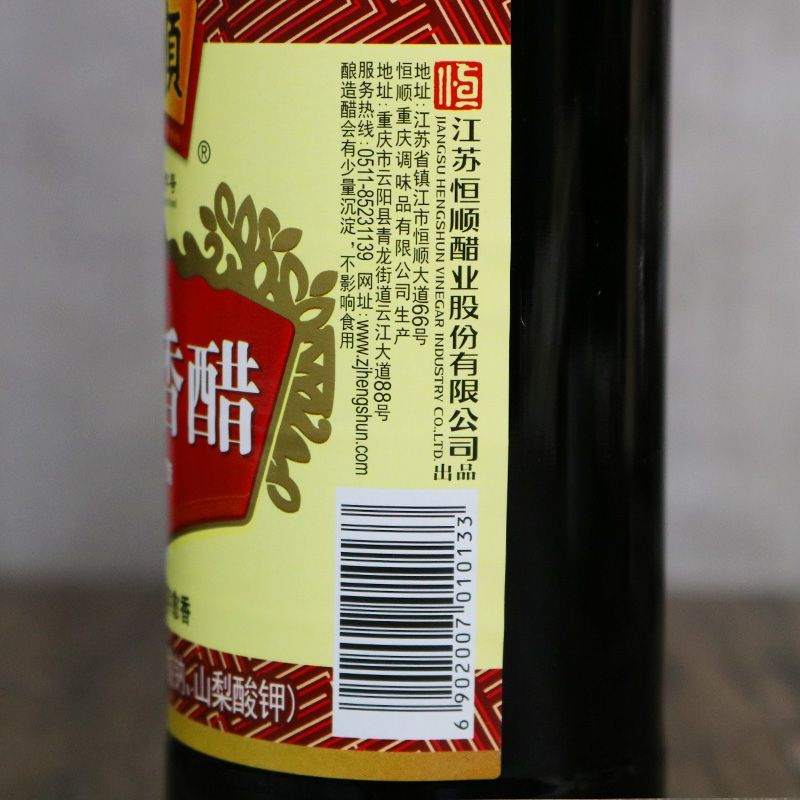 順
®
香醋
恒
江苏恒顺醋业股份有限公司出品
JIANGSU HENGSHUN VINEGAR INDUSTRY CO.,LTD.
地址:江苏省镇江市恒顺大道66号
恒顺重庆调味品有限公司生产
地址:重庆市云阳县青龙街道云江大道88号
服务热线:0511-85231139 网址:www.zjhengshun.com
酿造醋会有少量沉淀,不影响食用
愈香
、山梨酸钾)
6 902007 010133